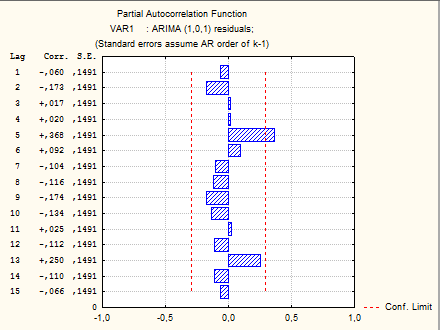 Partial Autocorrelation Function
VAR1 : ARIMA (1,0,1) residuals;
(Standard errors assume AR order of k-1)
Lag Corr. S.E.
1 -,060 ,1491
2 -,173 ,1491
3 +,017 ,1491
4 +,020 ,1491
5 +,368 ,1491
6 +,092 ,1491
7 -,104 ,1491
8 -,116 ,1491
9 -,174 ,1491
10 -,134 ,1491
11 +,025 ,1491
12 -,112 ,1491
13 +,250 ,1491
14 -,110 ,1491
15 -,066 ,1491
0
Conf. Limit
-1,0 -0,5 0,0 0,5 1,0